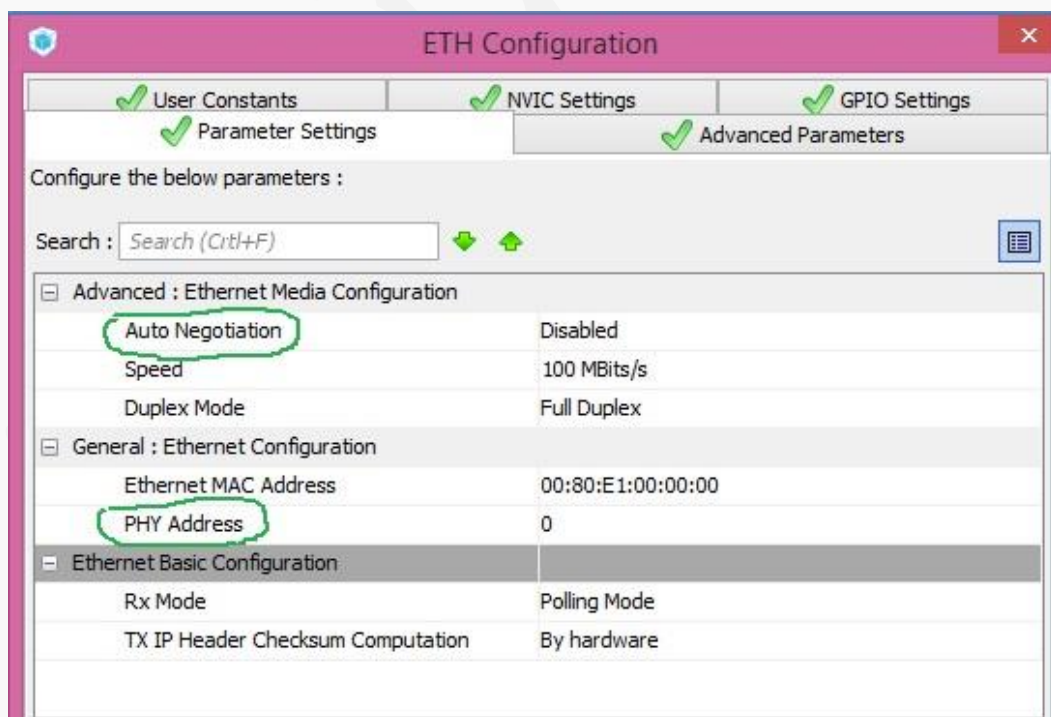 ETH Configuration
User Constants
NVIC Settings
GPIO Settings
Parameter Settings
Advanced Parameters
Configure the below parameters :
Search : Search (Crtl+F)
Advanced : Ethernet Media Configuration
Auto Negotiation Disabled
Speed 100 MBits/s
Duplex Mode Full Duplex
General : Ethernet Configuration
Ethernet MAC Address 00:80:E1:00:00:00
PHY Address 0
Ethernet Basic Configuration
Rx Mode Polling Mode
TX IP Header Checksum Computation By hardware